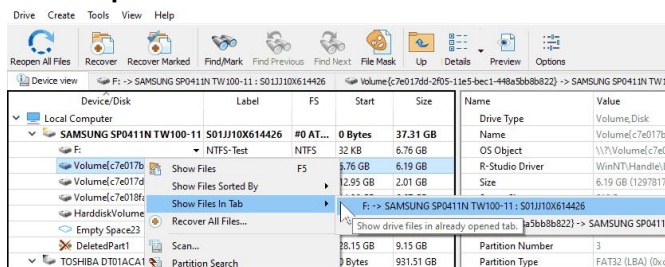 Drive Create Tools View Help
Reopen All Files Recover Recover Marked Find/Mark Find Previous Find Next File Mask Up Details Preview Options
Device view F: -> SAMSUNG SP0411N TW100-11 : S01JJ10X614426 Volume{c7e017dd-2f05-11e5-bec1-448a5bb8b822} -> SAMSUNG SP0411N TW1
Device/Disk Label FS Start Size Name Value
Local Computer Drive Type Volume,Disk
SAMSUNG SP0411N TW100-11 S01JJ10X614426 #0 AT... 0 Bytes 37.31 GB Name Volume{c7e017b
F: NTFS-Test NTFS 32 KB 6.76 GB OS Object \\?\Volume{c7e0
Volume{c7e017b Show Files F5 6.76 GB 6.19 GB R-Studio Driver WinNT\Handle\
Volume{c7e017d Show Files Sorted By 12.95 GB 2.01 GB Size 6.19 GB (1297817
Volume{c7e018fa Show Files In Tab F: -> SAMSUNG SP0411N TW100-11 : S01JJ10X614426
HarddiskVolume Recover All Files... Show drive files in already opened tab. a5bb8b822} -> SAMSUNG SP0411
Empty Space23
DeletedPart1 Scan... 28.15 GB 9.15 GB Partition Number 3
TOSHIBA DT01ACA1 Partition Search 0 Bytes 931.51 GB Partition Type FAT32 (LBA) (0xc